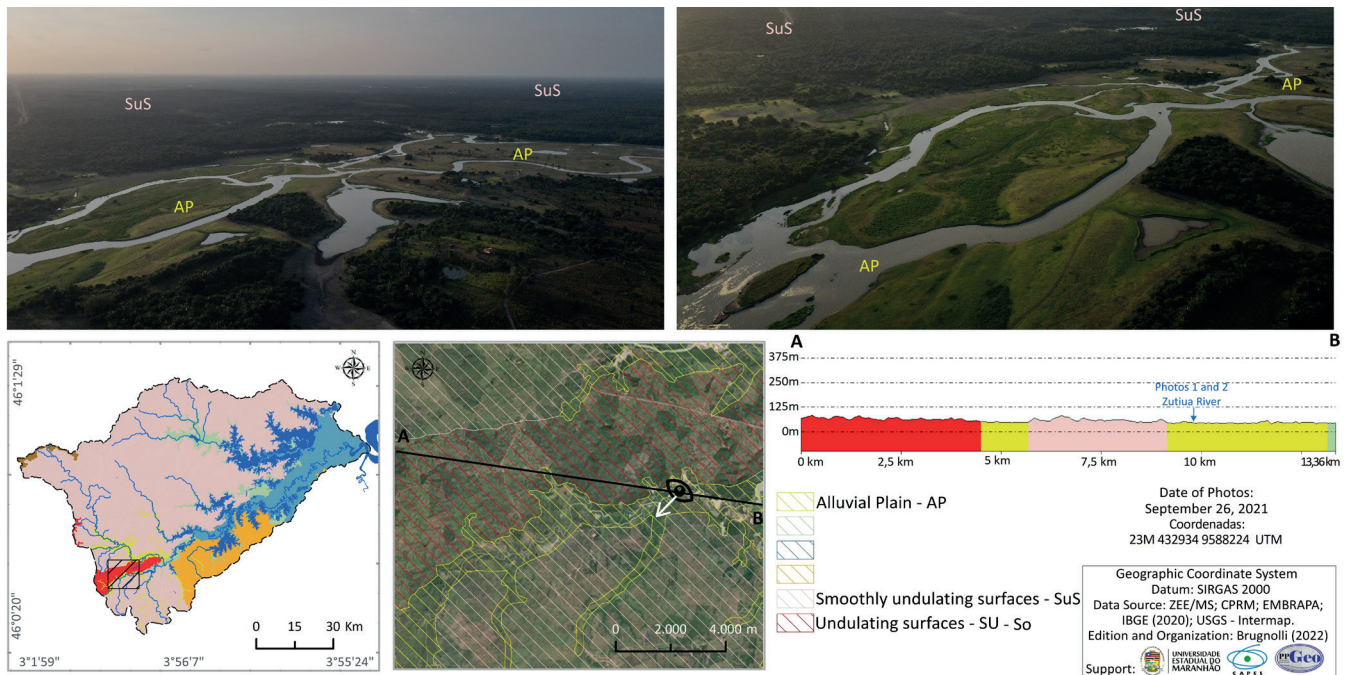 SuS
SuS
AP
AP
SuS
SuS
AP
AP
46°1'29"
46°0'20"
3°1'59"
3°56'7"
3°55'24"
N
W
E
S
0
15
30 Km
N
W
E
S
A
B
0
2.000
4.000 m
A
B
375m
250m
125m
0m
Photos 1 and 2
Zutiua River
0 km
2,5 km
5 km
7,5 km
10 km
13,36km
Alluvial Plain - AP
Smoothly undulating surfaces - SuS
Undulating surfaces - SU - So
Date of Photos:
September 26, 2021
Coordenadas:
23M 432934 9588224 UTM
Geographic Coordinate System
Datum: SIRGAS 2000
Data Source: ZEE/MS; CPRM; EMBRAPA;
IBGE (2020); USGS - Intermap.
Edition and Organization: Brugnolli (2022)
Support:
UNIVERSIDADE
ESTADUAL DO
MARANHÃO
PPGeo